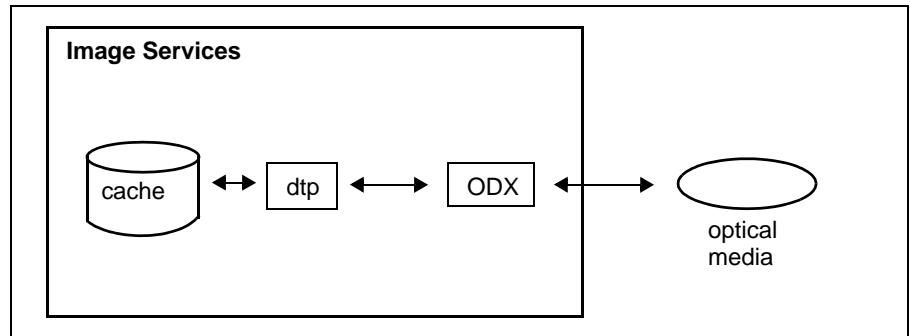 Image Services
cache
dtp
ODX
optical
media